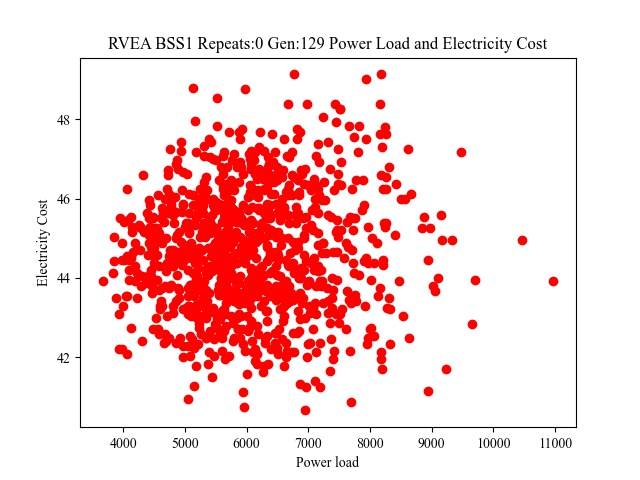 RVEA BSS1 Repeats:0 Gen:129 Power Load and Electricity Cost
48
46
44
42
Electricity Cost
4000 5000 6000 7000 8000 9000 10000 11000
Power load